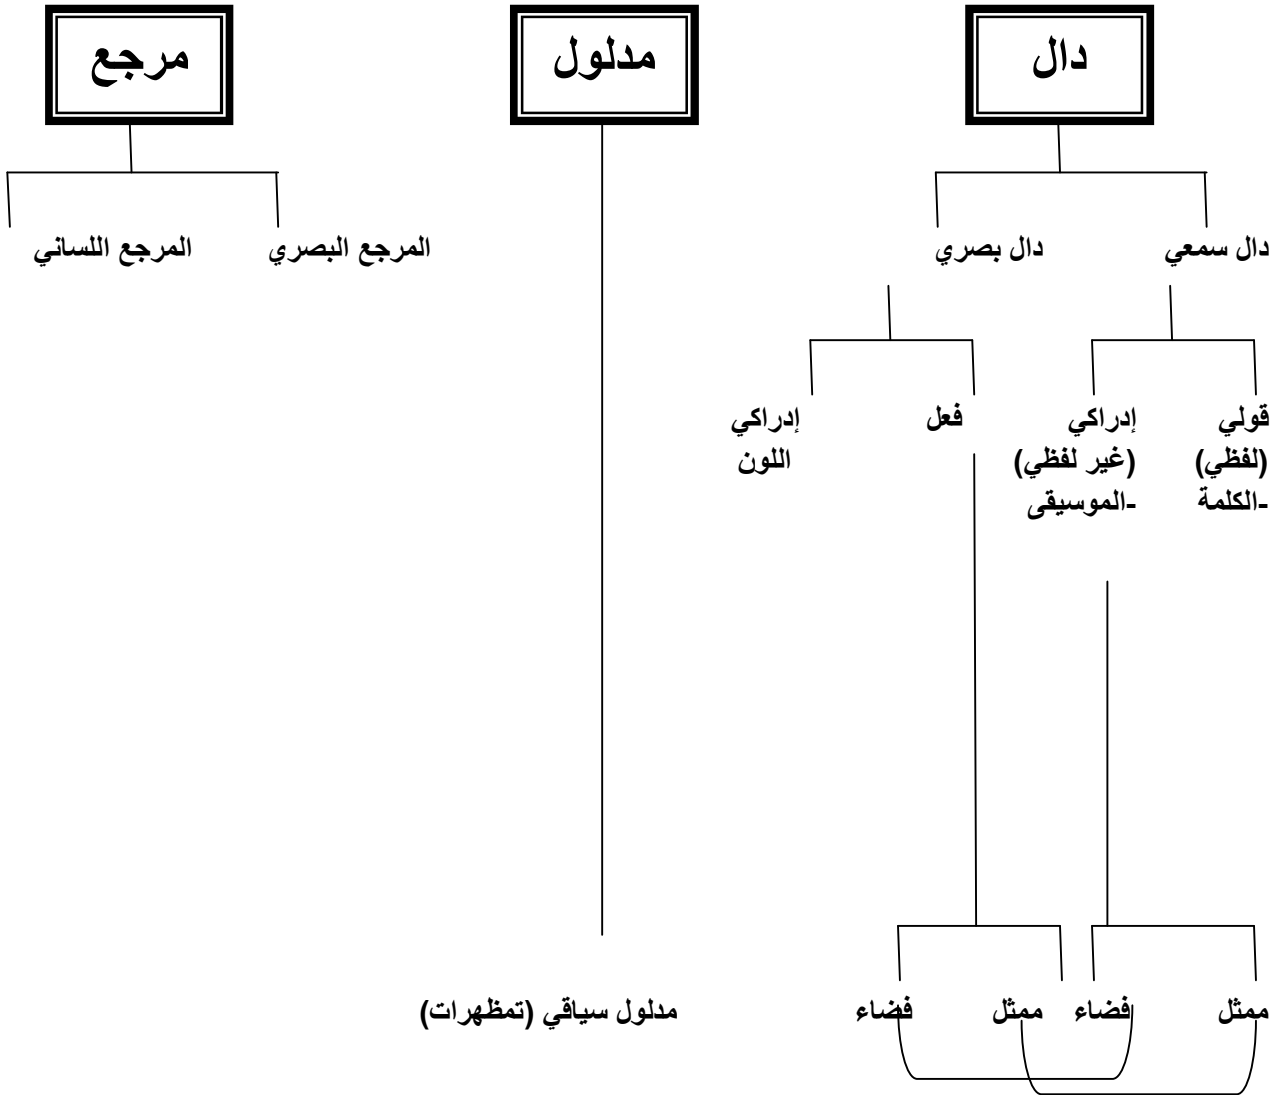 دال
مدلول
مرجع
دال سمعي
دال بصري
المرجع البصري
المرجع اللساني
قولي
(لفظي)
-الكلمة
إدراكي
(غير لفظي)
-الموسيقى
فعل
إدراكي
اللون
ممثل
فضاء
ممثل
فضاء
مدلول سياقي (تمظهرات)